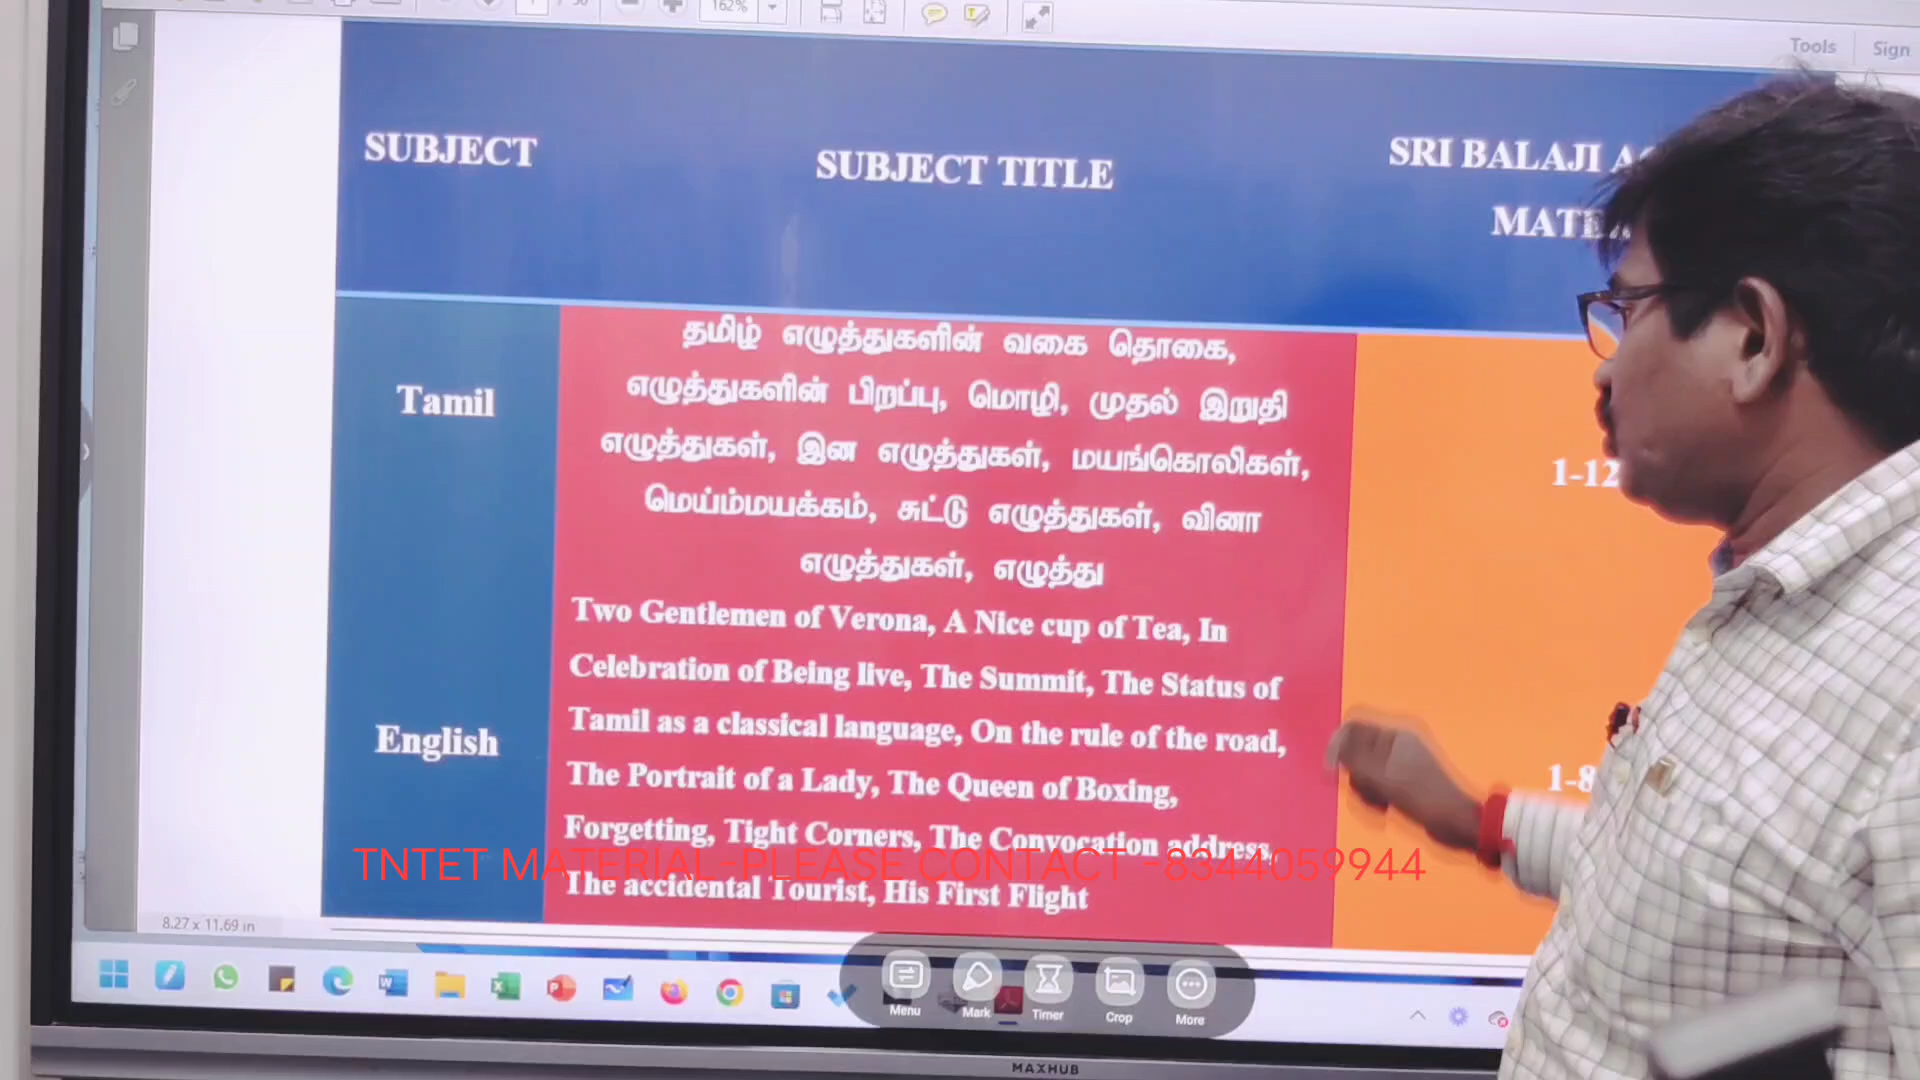 162%
Tools
Sign
SUBJECT
SUBJECT TITLE
SRI BALAJI
Tamil
தமிழ் எழுத்துகளின் வகை தொகை,
எழுத்துகளின் பிறப்பு, மொழி, முதல் இறுதி
எழுத்துகள், இன எழுத்துகள், மயங்கொலிகள்,
மெய்ம்மயக்கம், சுட்டு எழுத்துகள், வினா
எழுத்துகள், எழுத்து
1-12
English
Two Gentlemen of Verona, A Nice cup of Tea, In
Celebration of Being live, The Summit, The Status of
Tamil as a classical language, On the rule of the road,
The Portrait of a Lady, The Queen of Boxing,
Forgetting, Tight Corners, The Convocation address,
The accidental Tourist, His First Flight
1-8
TNTET MATERIAL-PLEASE CONTACT -8344059944
8.27 x 11.69 in
Menu
Mark
Timer
Crop
More
MAXHUB